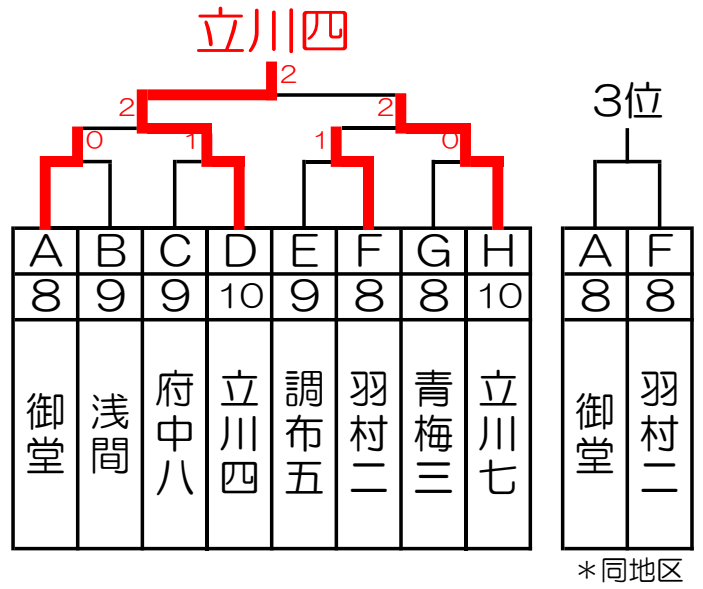 立川四
2
2 2 3位
0 1 1 0
A B C D E F G H A F
8 9 9 10 9 8 8 10 8 8
御堂 浅間 府中八 立川四 調布五 羽村二 青梅三 立川七 御堂 羽村二
＊同地区